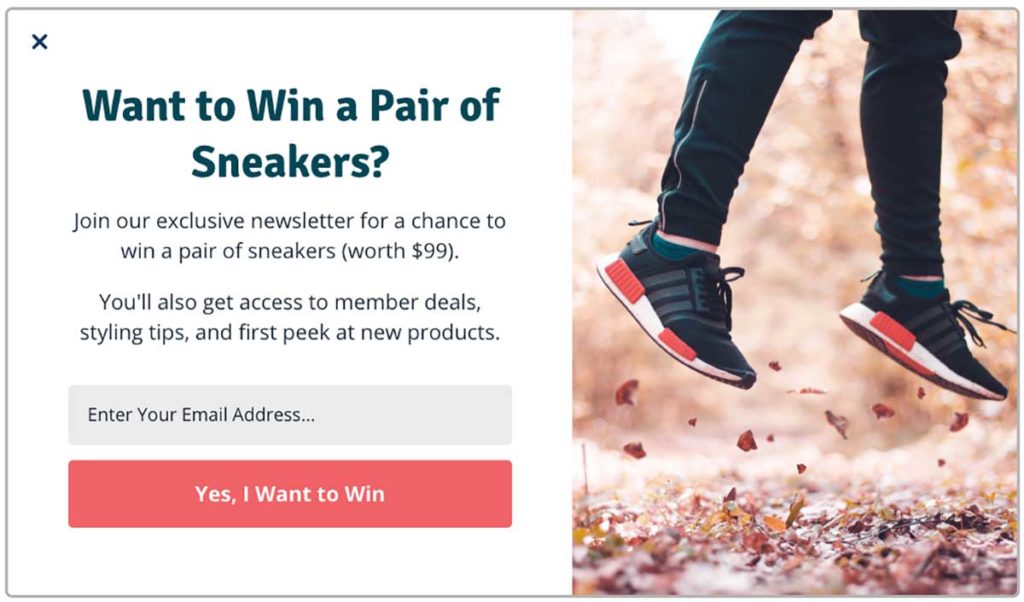 Want to Win a Pair of
Sneakers?
Join our exclusive newsletter for a chance to
win a pair of sneakers (worth $99).
You'll also get access to member deals,
styling tips, and first peek at new products.
Enter Your Email Address...
Yes, I Want to Win